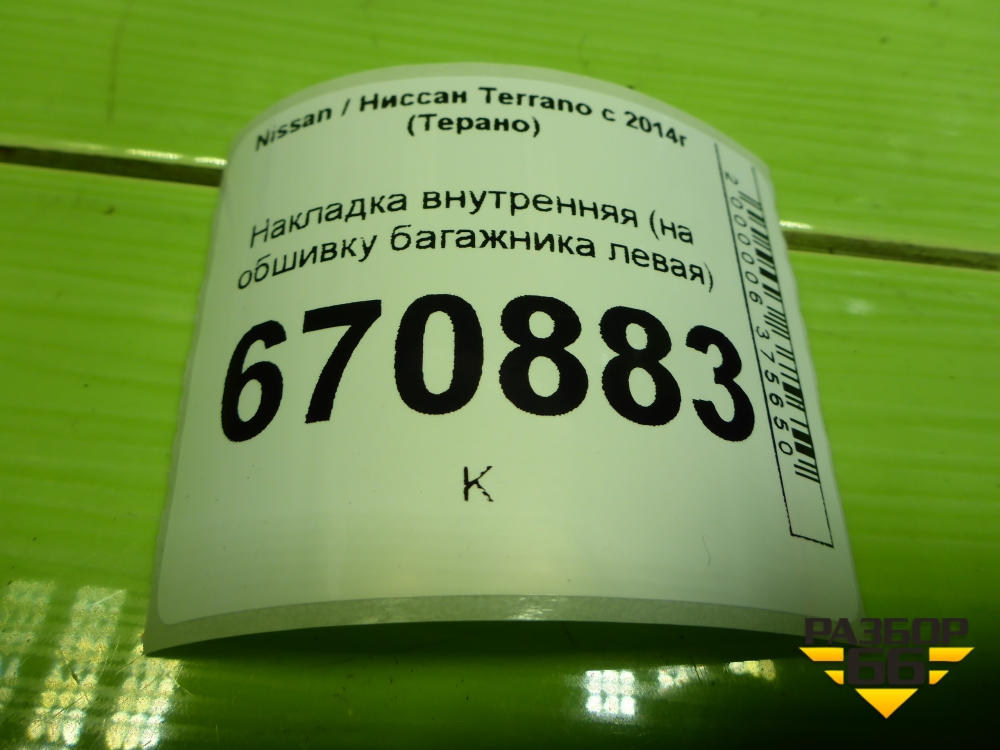 Nissan / Ниссан Terrano с 2014г
(Терано)
Накладка внутренняя (на
обшивку багажника левая)
670883
К
2000006375650
РАЗБОР
66